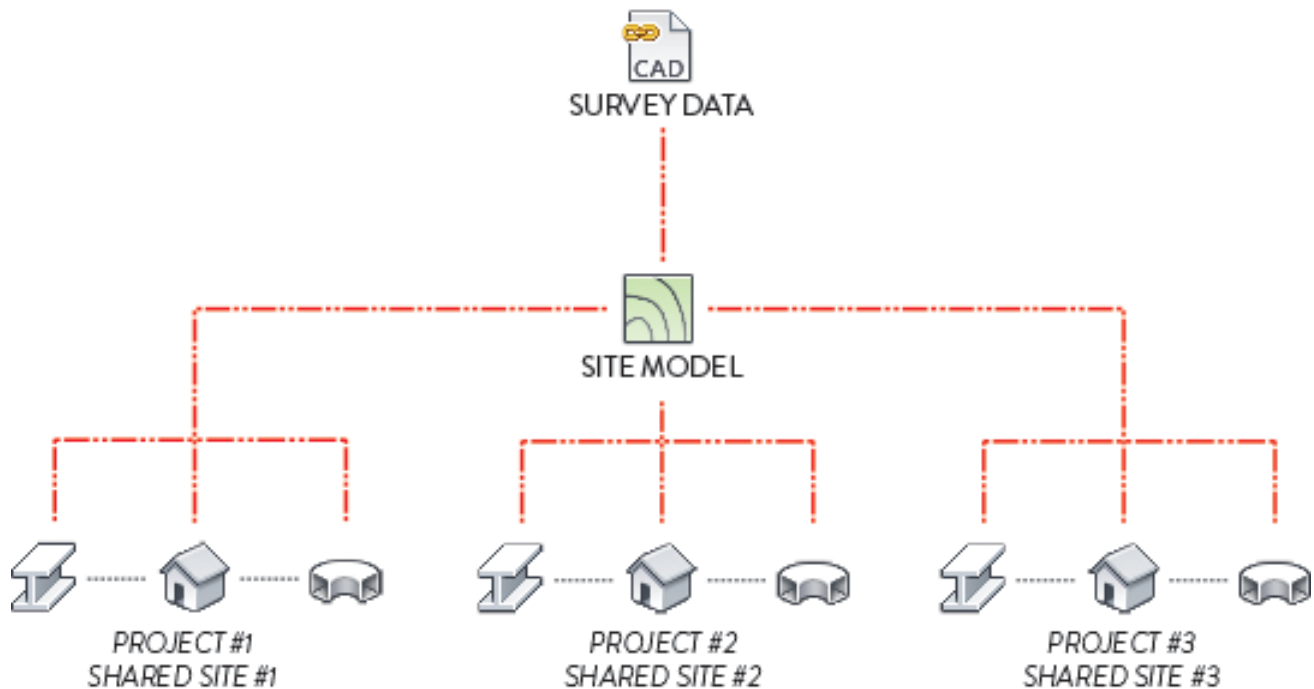 CAD
SURVEY DATA
SITE MODEL
PROJECT #1
SHARED SITE #1
PROJECT #2
SHARED SITE #2
PROJECT #3
SHARED SITE #3